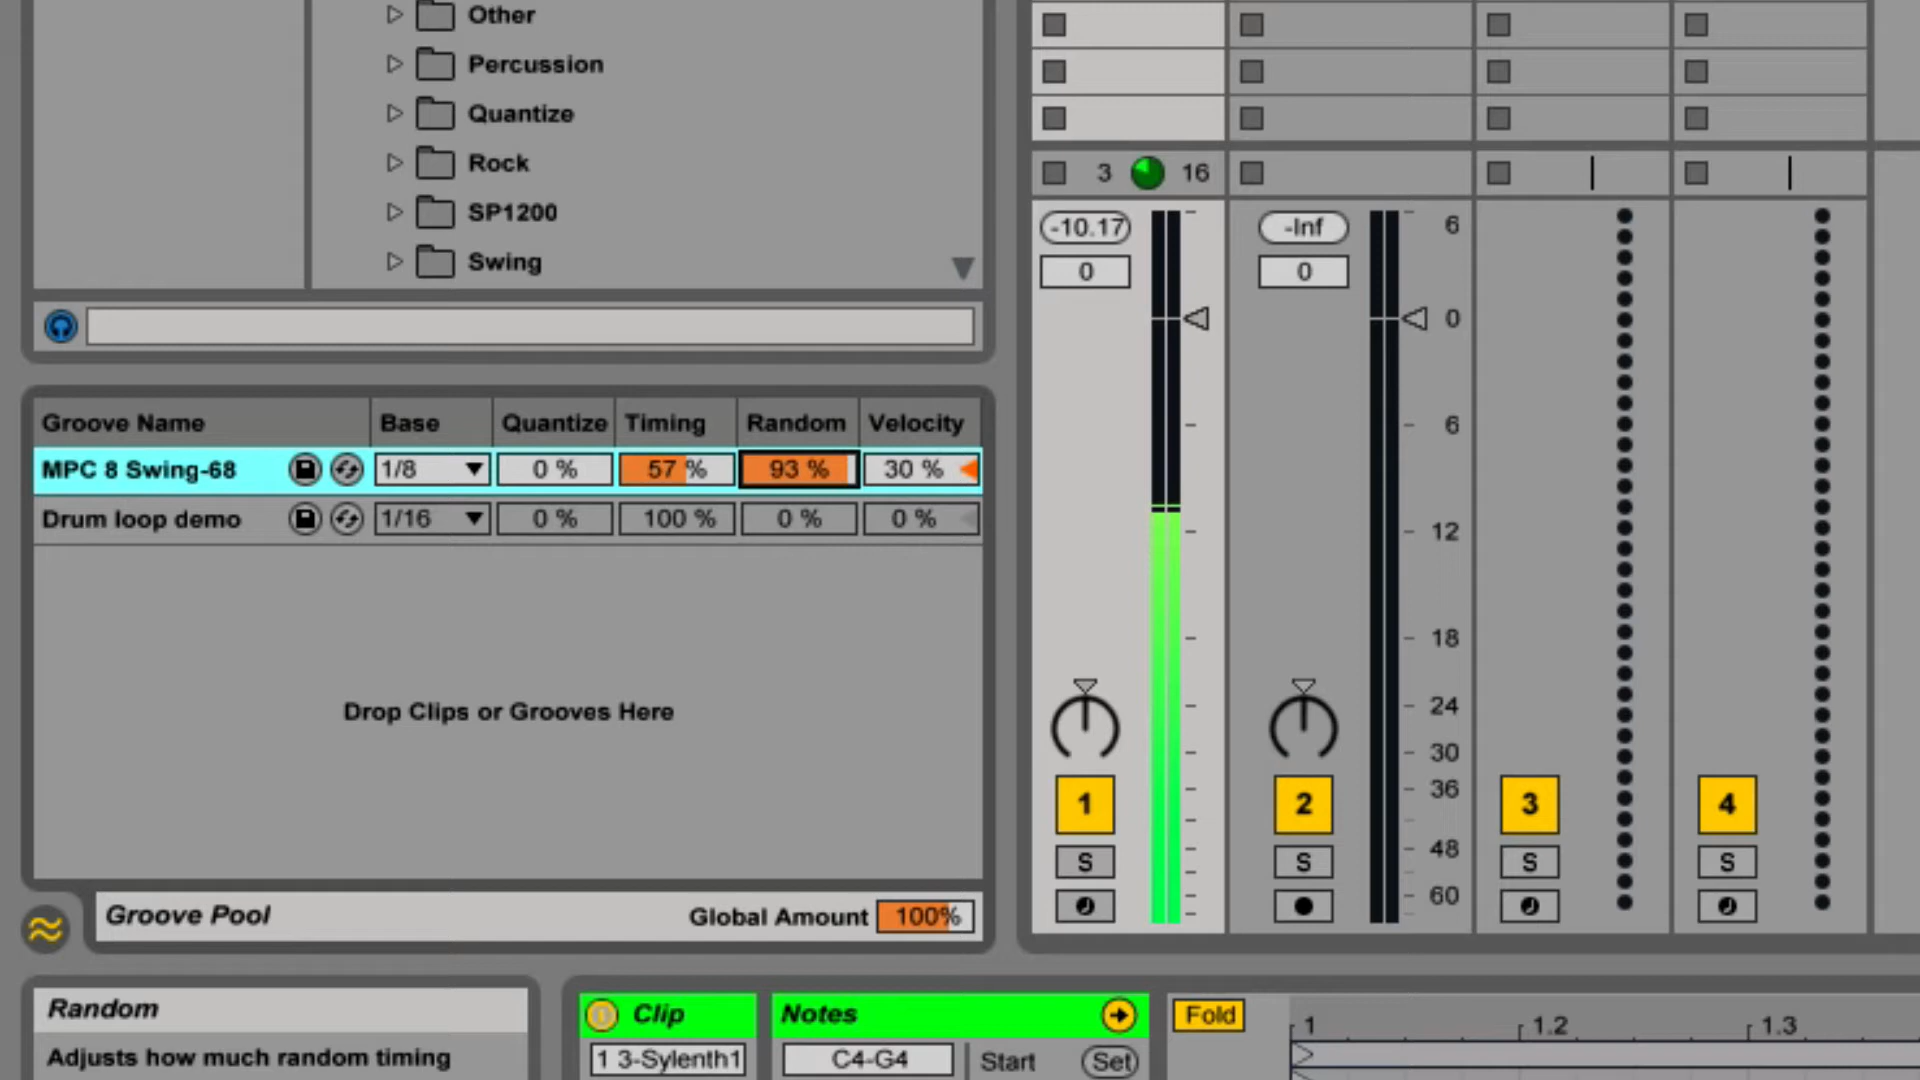 Other
Percussion
Quantize
Rock
SP1200
Swing
Groove Name Base Quantize Timing Random Velocity
MPC 8 Swing-68 1/8 0 % 57 % 93 % 30 %
Drum loop demo 1/16 0 % 100 % 0 % 0 %
Drop Clips or Grooves Here
Groove Pool Global Amount 100%
Random
Adjusts how much random timing
3 16
-10.17 -Inf 6
0 0
0
6
12
18
24
30
36
48
60
1 2 3 4
S S S S
Clip Notes Fold 1 1.2 1.3
1 3-Sylenth1 C4-G4 Start Set